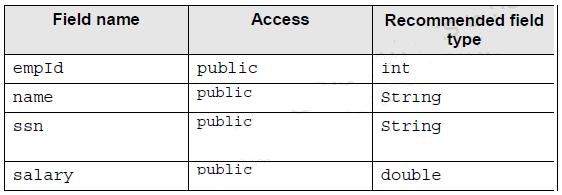 Field name Access Recommended field
type
empId public int
name public String
ssn public String
salary public double